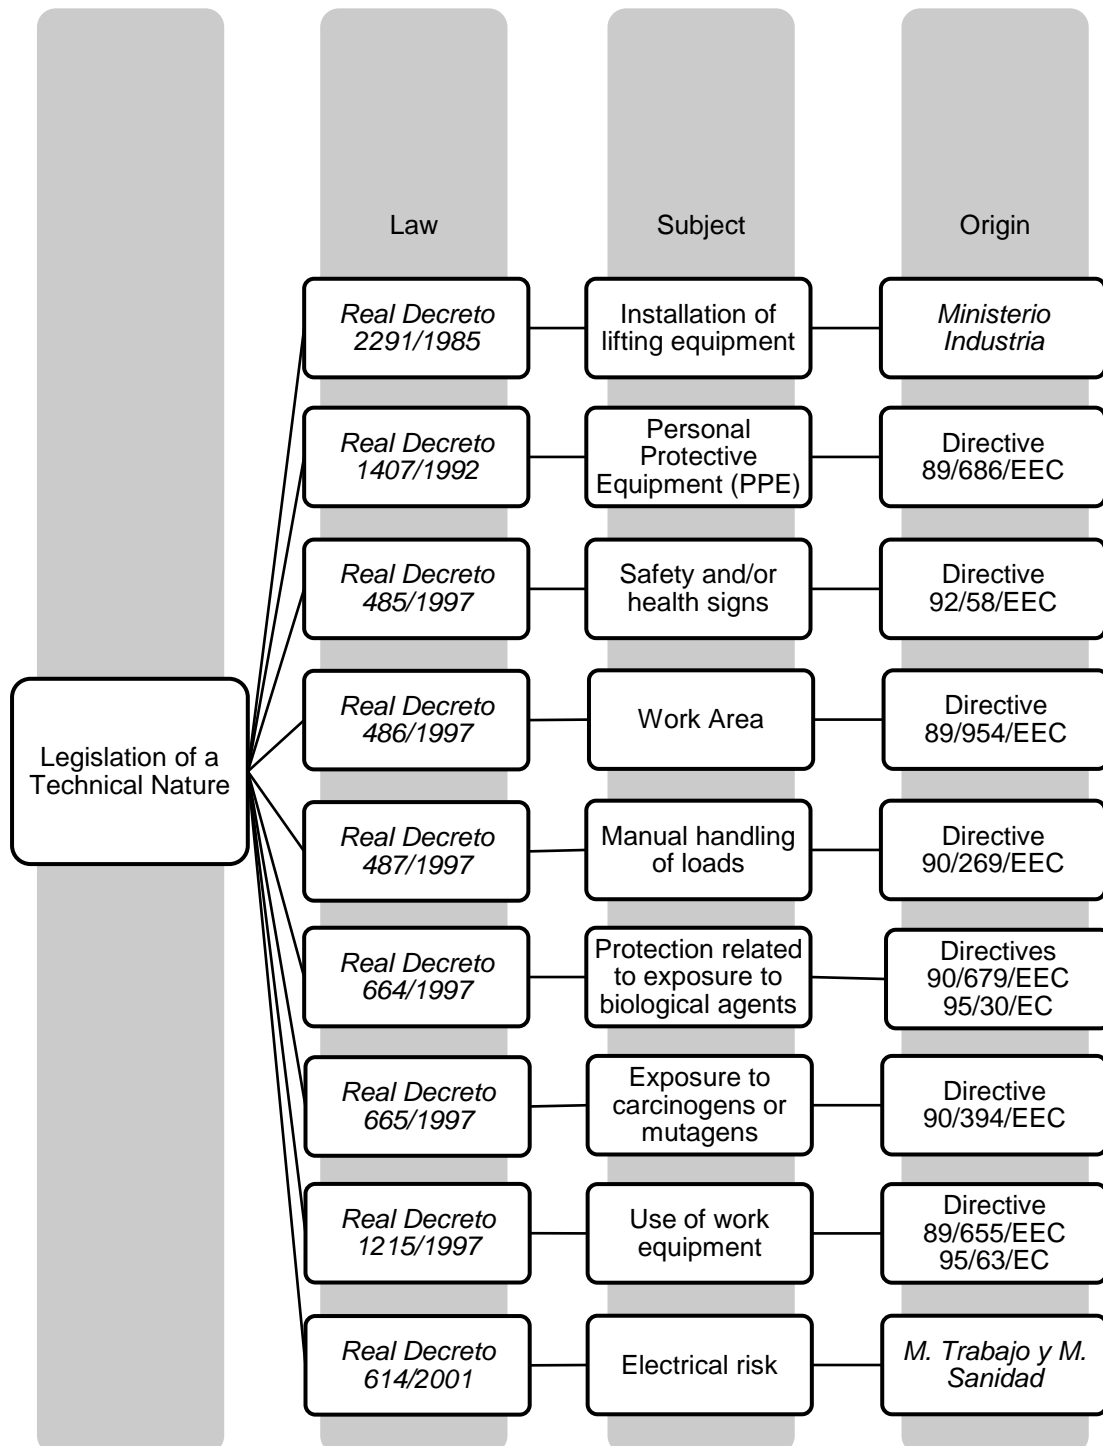 Law
Subject
Origin
Real Decreto
2291/1985
Installation of
lifting equipment
Ministerio
Industria
Real Decreto
1407/1992
Personal
Protective
Equipment (PPE)
Directive
89/686/EEC
Real Decreto
485/1997
Safety and/or
health signs
Directive
92/58/EEC
Legislation of a
Technical Nature
Real Decreto
486/1997
Work Area
Directive
89/954/EEC
Real Decreto
487/1997
Manual handling
of loads
Directive
90/269/EEC
Real Decreto
664/1997
Protection related
to exposure to
biological agents
Directives
90/679/EEC
95/30/EC
Real Decreto
665/1997
Exposure to
carcinogens or
mutagens
Directive
90/394/EEC
Real Decreto
1215/1997
Use of work
equipment
Directive
89/655/EEC
95/63/EC
Real Decreto
614/2001
Electrical risk
M. Trabajo y M.
Sanidad